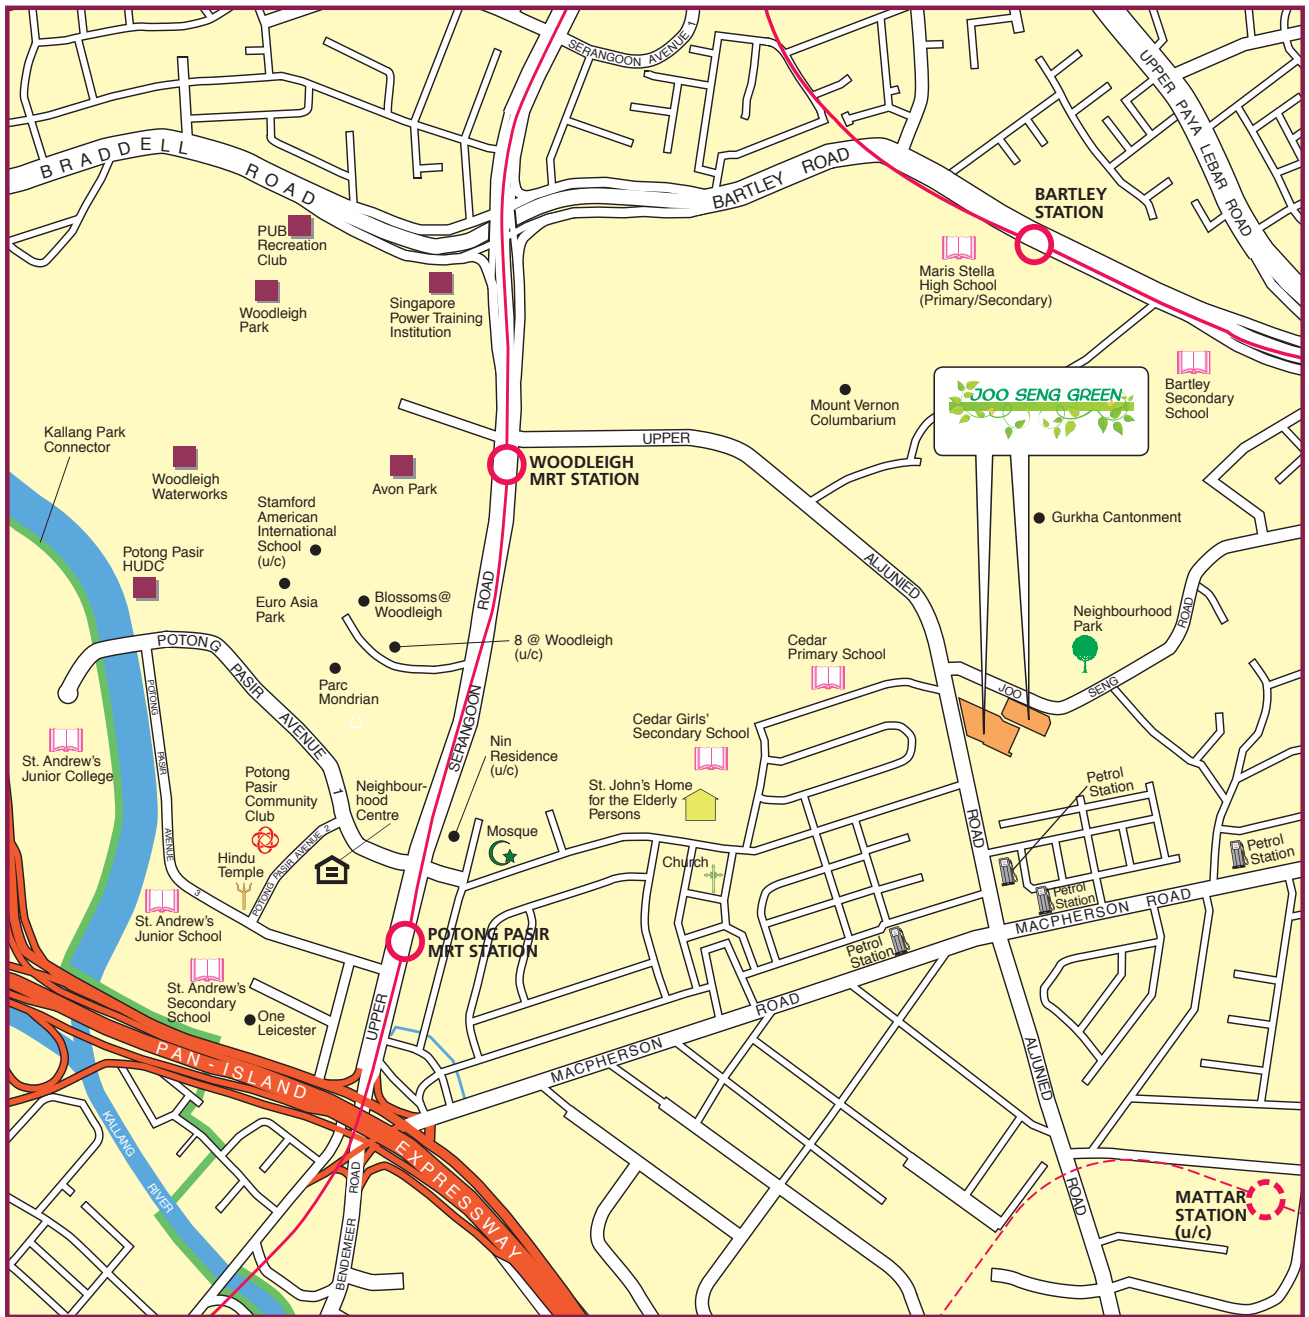 SERANGOON AVENUE 1
UPPER PAYA LEBAR ROAD
BRADDELL ROAD
BARTLEY ROAD
BARTLEY
STATION
PUB
Recreation
Club
Maris Stella
High School
(Primary/Secondary)
Woodleigh
Park
Singapore
Power Training
Institution
Bartley
Secondary
School
JOO SENG GREEN
Mount Vernon
Columbarium
Kallang Park
Connector
UPPER
WOODLEIGH
MRT STATION
Woodleigh
Waterworks
Avon Park
Stamford
American
International
School
(u/c)
Gurkha Cantonment
Potong Pasir
HUDC
ALJUNIED
Euro Asia
Park
Blossoms@
Woodleigh
ROAD
Neighbourhood
Park
ROAD
8 @ Woodleigh
(u/c)
Cedar
Primary School
POTONG PASIR AVENUE 1
Parc
Mondrian
JOO SENG
POTONG PASIR AVENUE 3
SERANGOON
Cedar Girls'
Secondary School
Nin
Residence
(u/c)
St. Andrew's
Junior College
Potong
Pasir
Community
Club
Neighbour-
hood
Centre
St. John's Home
for the Elderly
Persons
Petrol
Station
ROAD
POTONG PASIR AVENUE 2
Mosque
Hindu
Temple
Church
Petrol
Station
Petrol
Station
MACPHERSON ROAD
St. Andrew's
Junior School
POTONG PASIR
MRT STATION
Petrol
Station
St. Andrew's
Secondary
School
One
Leicester
UPPER
MACPHERSON ROAD
PAN-ISLAND EXPRESSWAY
ALJUNIED
ROAD
KALLANG
RIVER
BENDEMEER ROAD
MATTAR
STATION
(u/c)